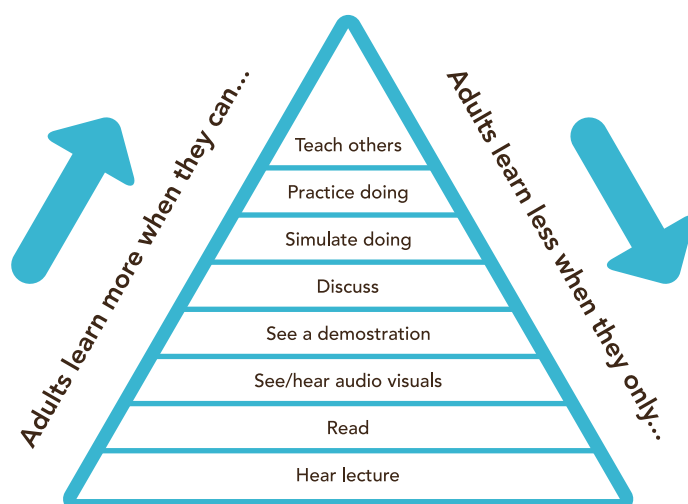 Adults learn more when they can...
Adults learn less when they only...
Teach others
Practice doing
Simulate doing
Discuss
See a demostration
See/hear audio visuals
Read
Hear lecture